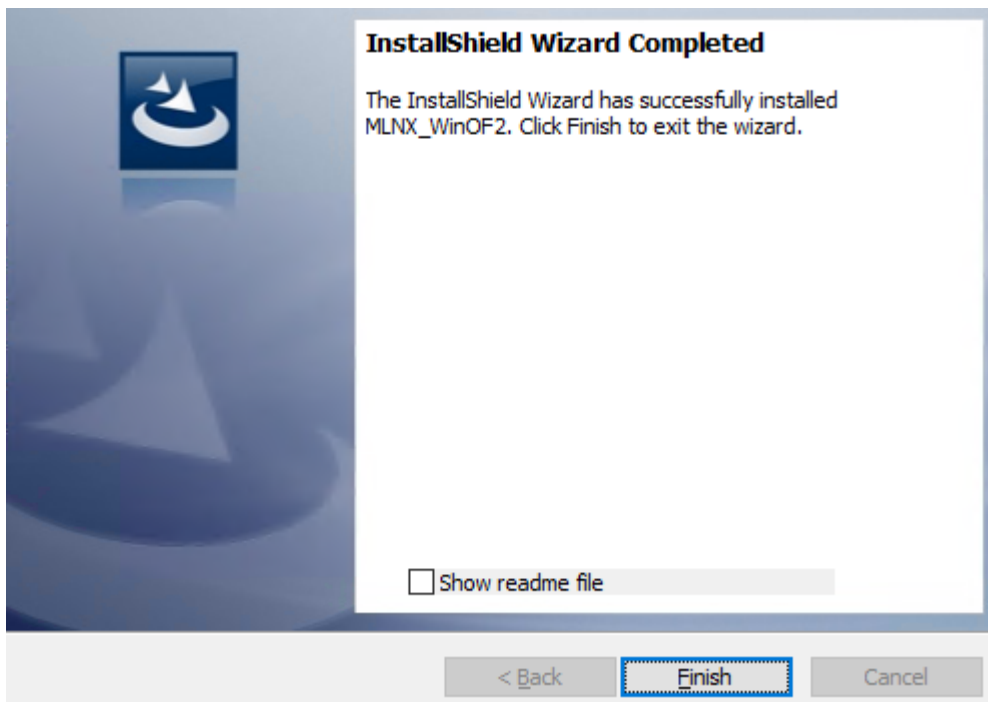 InstallShield Wizard Completed
The InstallShield Wizard has successfully installed
MLNX_WinOF2. Click Finish to exit the wizard.
Show readme file
< Back
Finish
Cancel